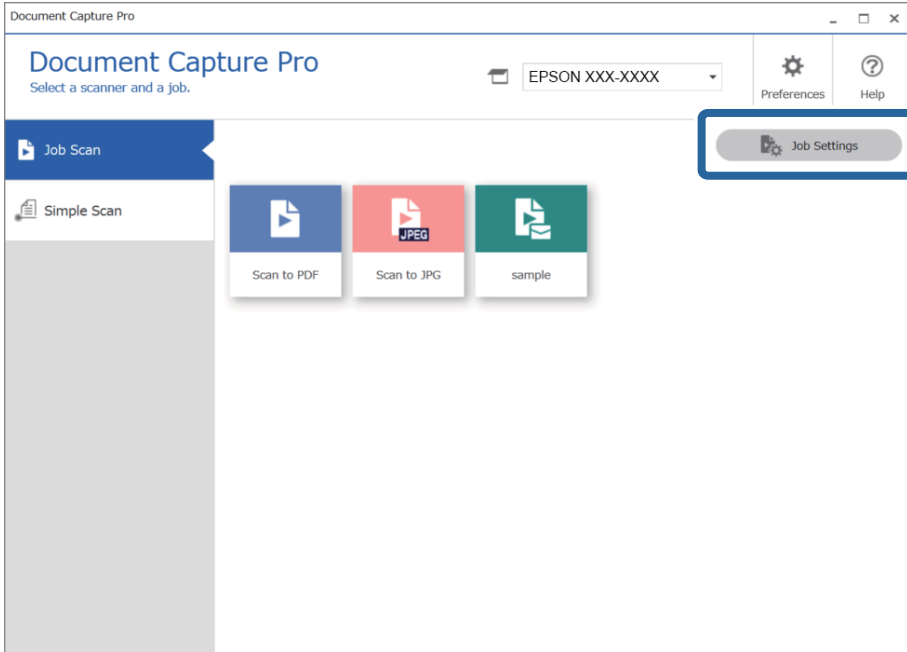 Document Capture Pro
Document Capture Pro
Select a scanner and a job.
EPSON XXX-XXXX
Preferences
Help
Job Scan
Job Settings
Simple Scan
JPEG
Scan to PDF
Scan to JPG
sample